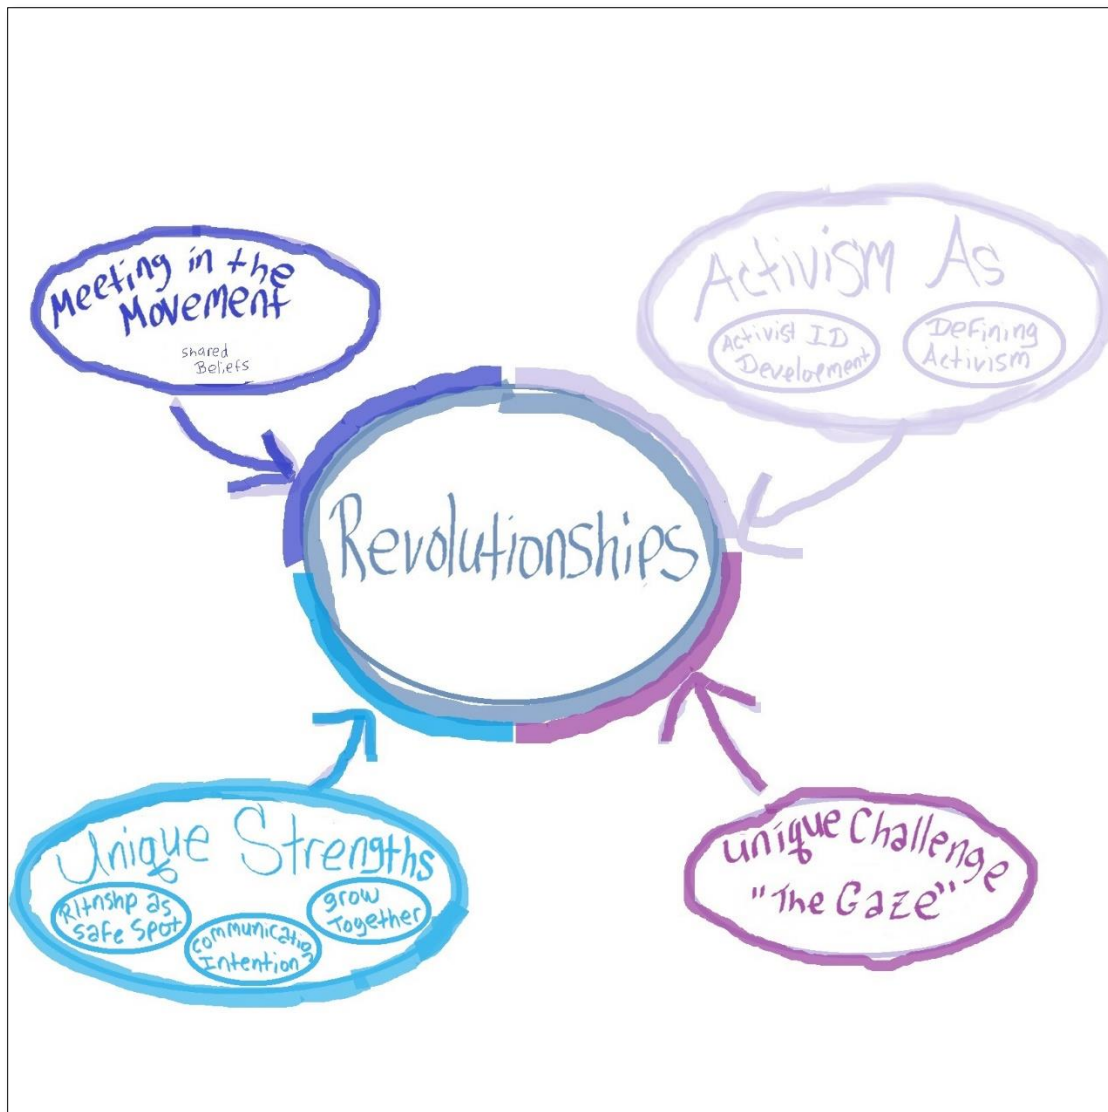 Meeting in the
Movement
shared
Beliefs
Activism As
Activist ID
Development
Defining
Activism
Revolutionships
Unique Strengths
Rltnshp as
safe spot
communication
Intention
grow
Together
unique Challenge
"The Gaze"